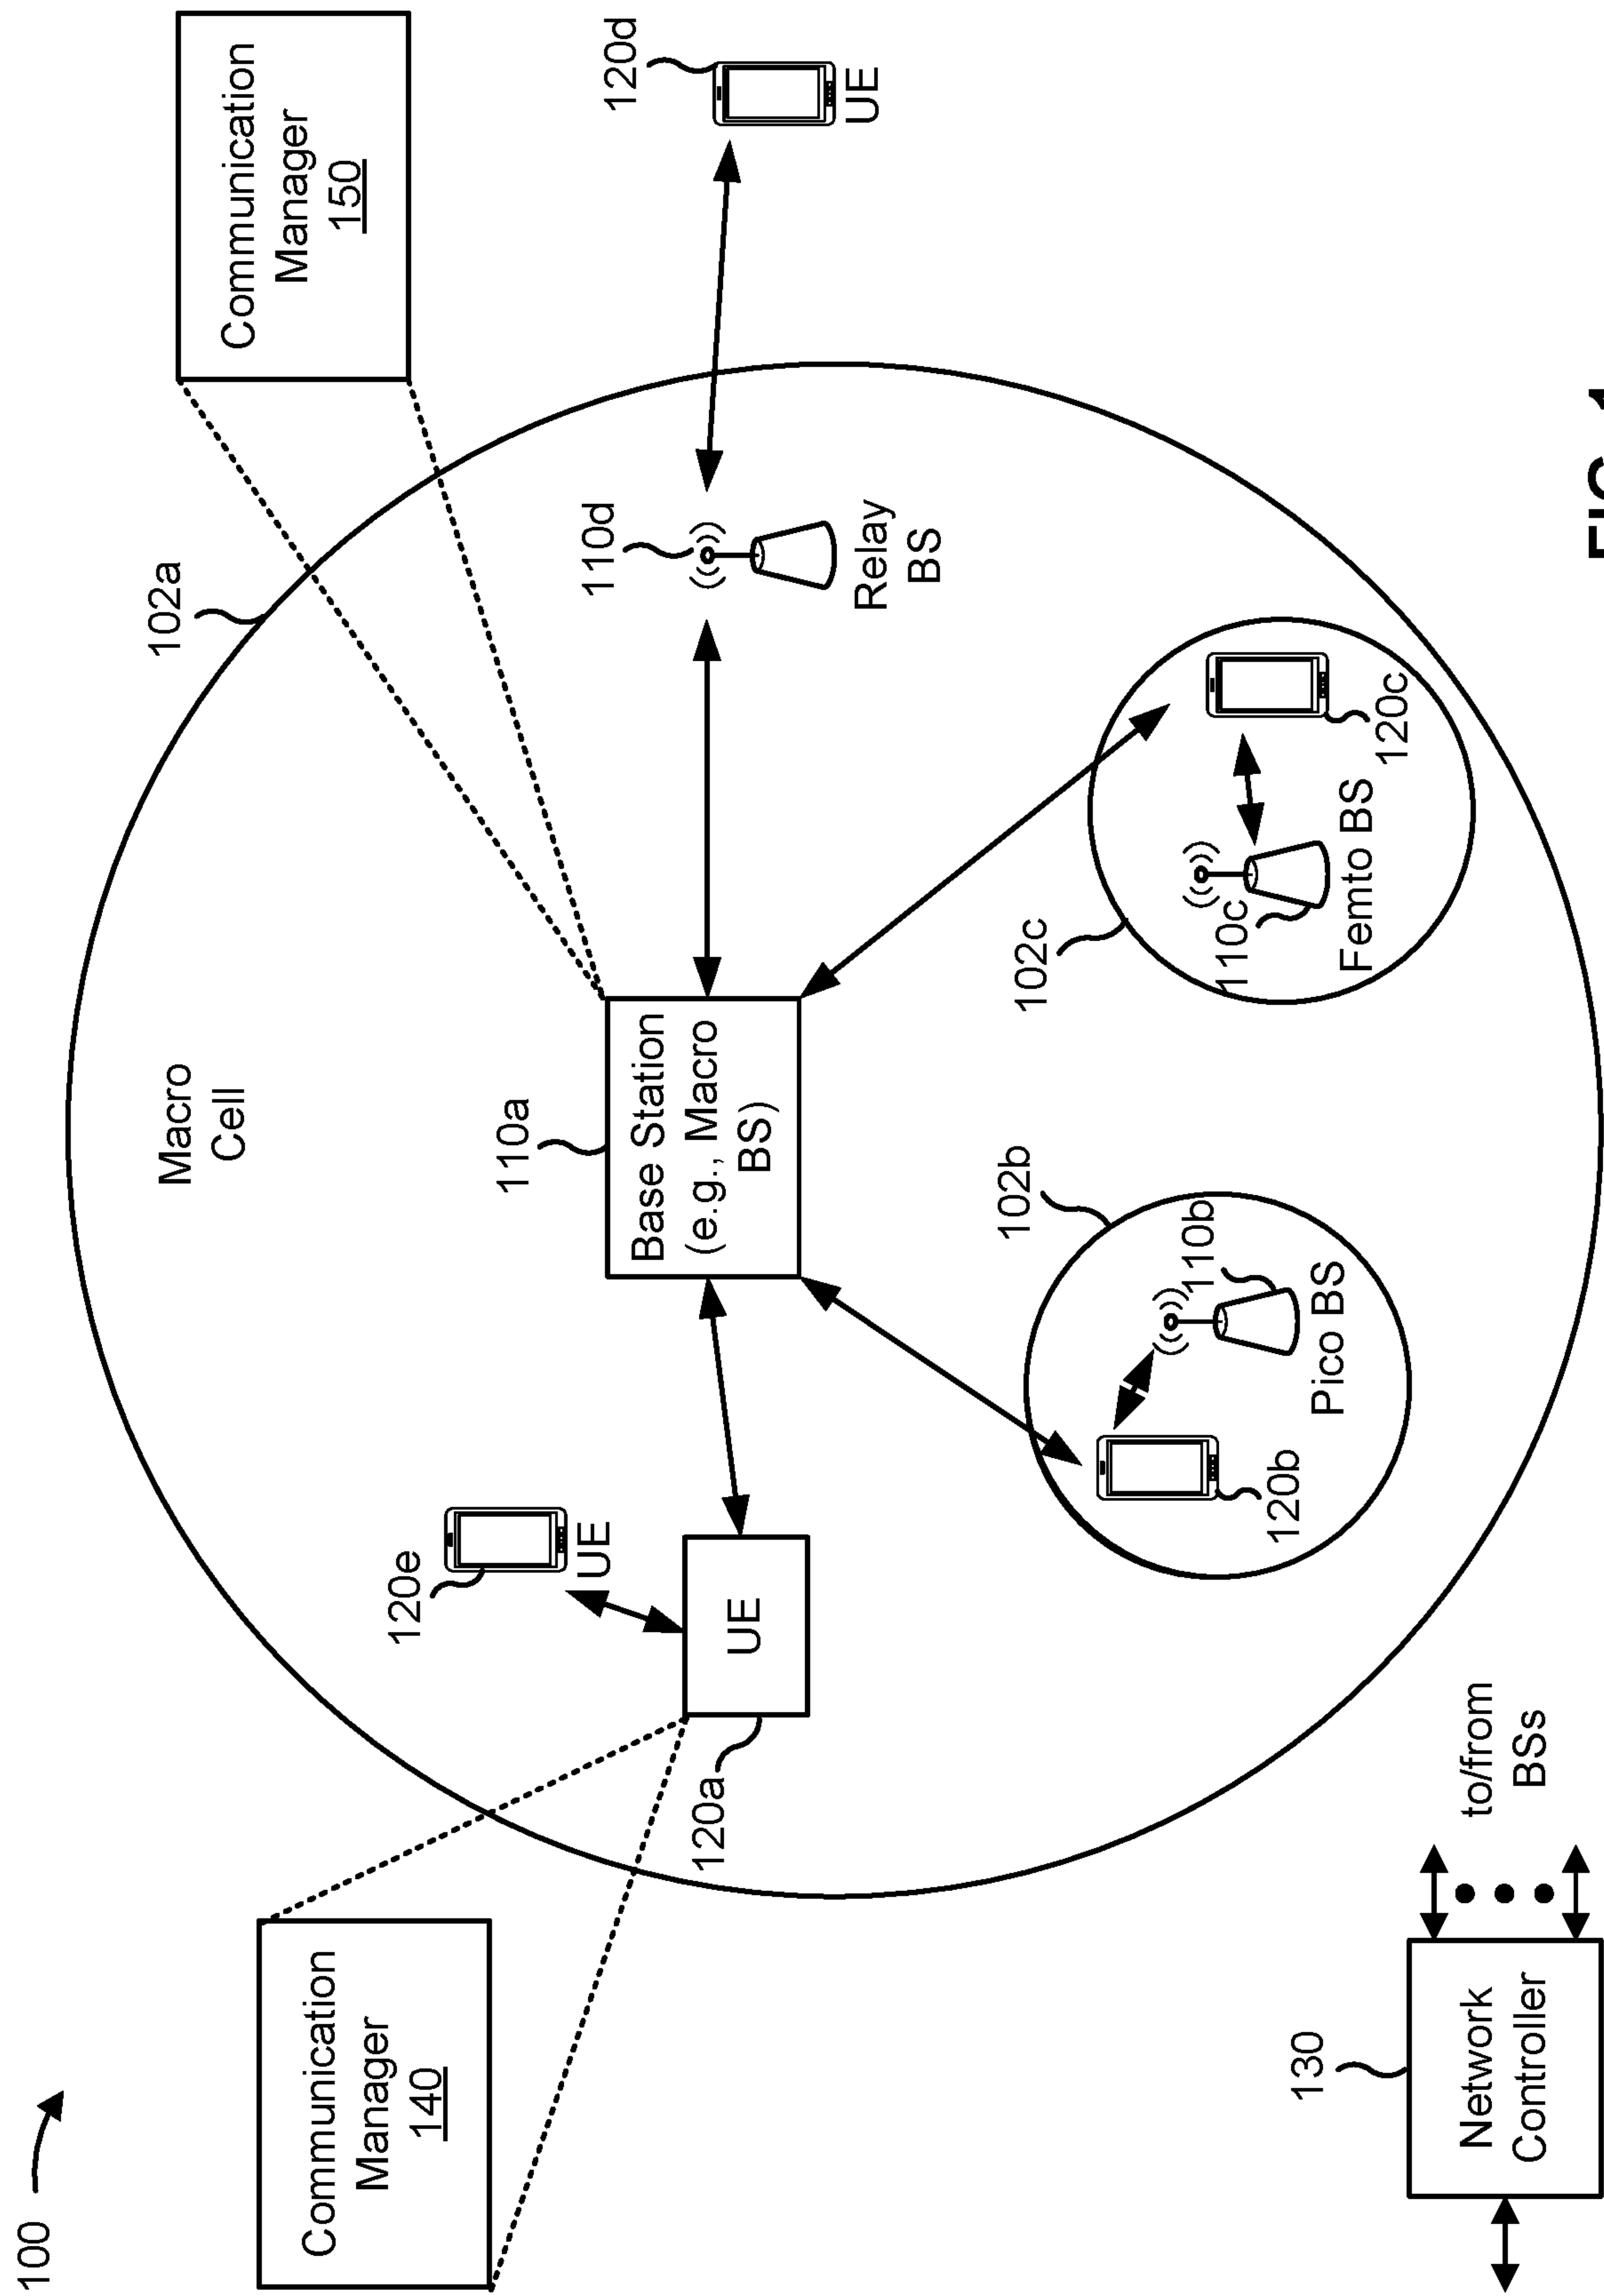 100
Communication
Manager
150
102a
Macro
Cell
120d
UE
110d
Relay
BS
110a
Base Station
(e.g., Macro
BS)
120e
UE
UE
120a
Communication
Manager
140
102b
110b
Pico BS
120b
102c
110c
Femto BS
120c
130
Network
Controller
to/from
BSs